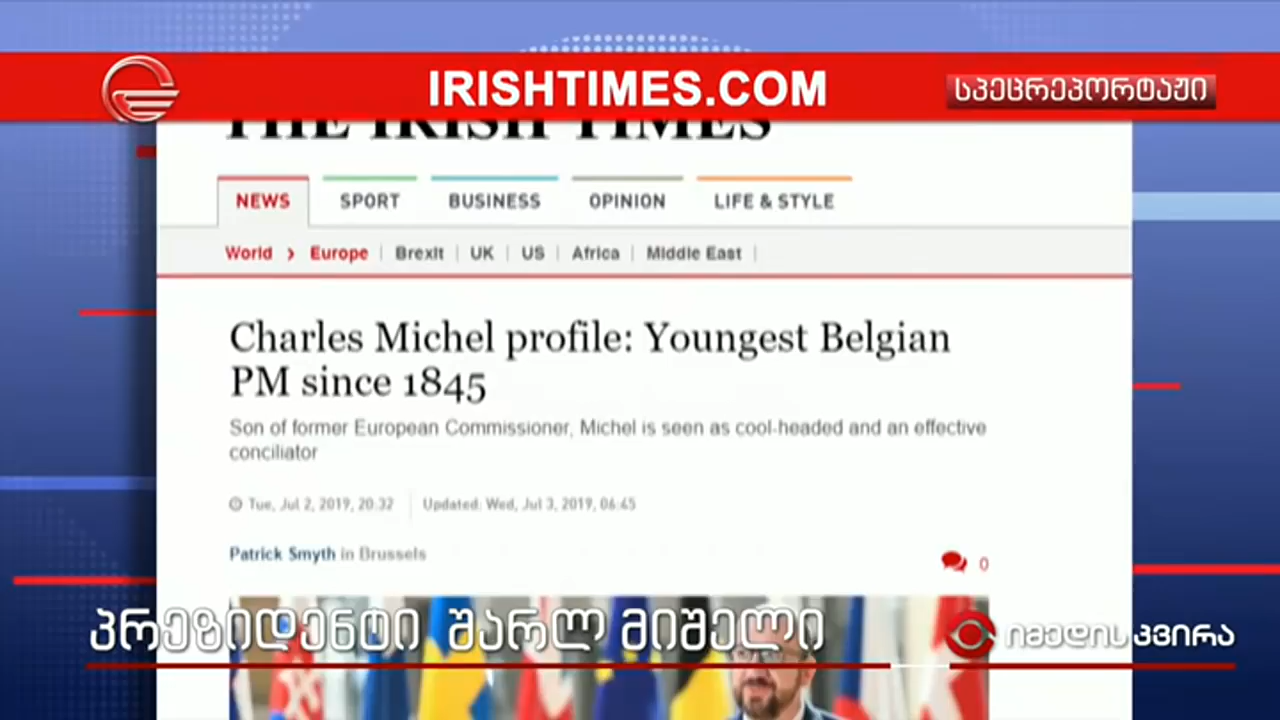 IRISHTIMES.COM
სპეცრეპორტაჟი
THE IRISH TIMES
NEWS SPORT BUSINESS OPINION LIFE & STYLE
World > Europe | Brexit | UK | US | Africa | Middle East |
Charles Michel profile: Youngest Belgian
PM since 1845
Son of former European Commissioner, Michel is seen as cool-headed and an effective
conciliator
Tue, Jul 2, 2019, 20:32 Updated: Wed, Jul 3, 2019, 06:45
Patrick Smyth in Brussels
0
პრეზიდენტი შარლ მიშელი
იმედის კვირა